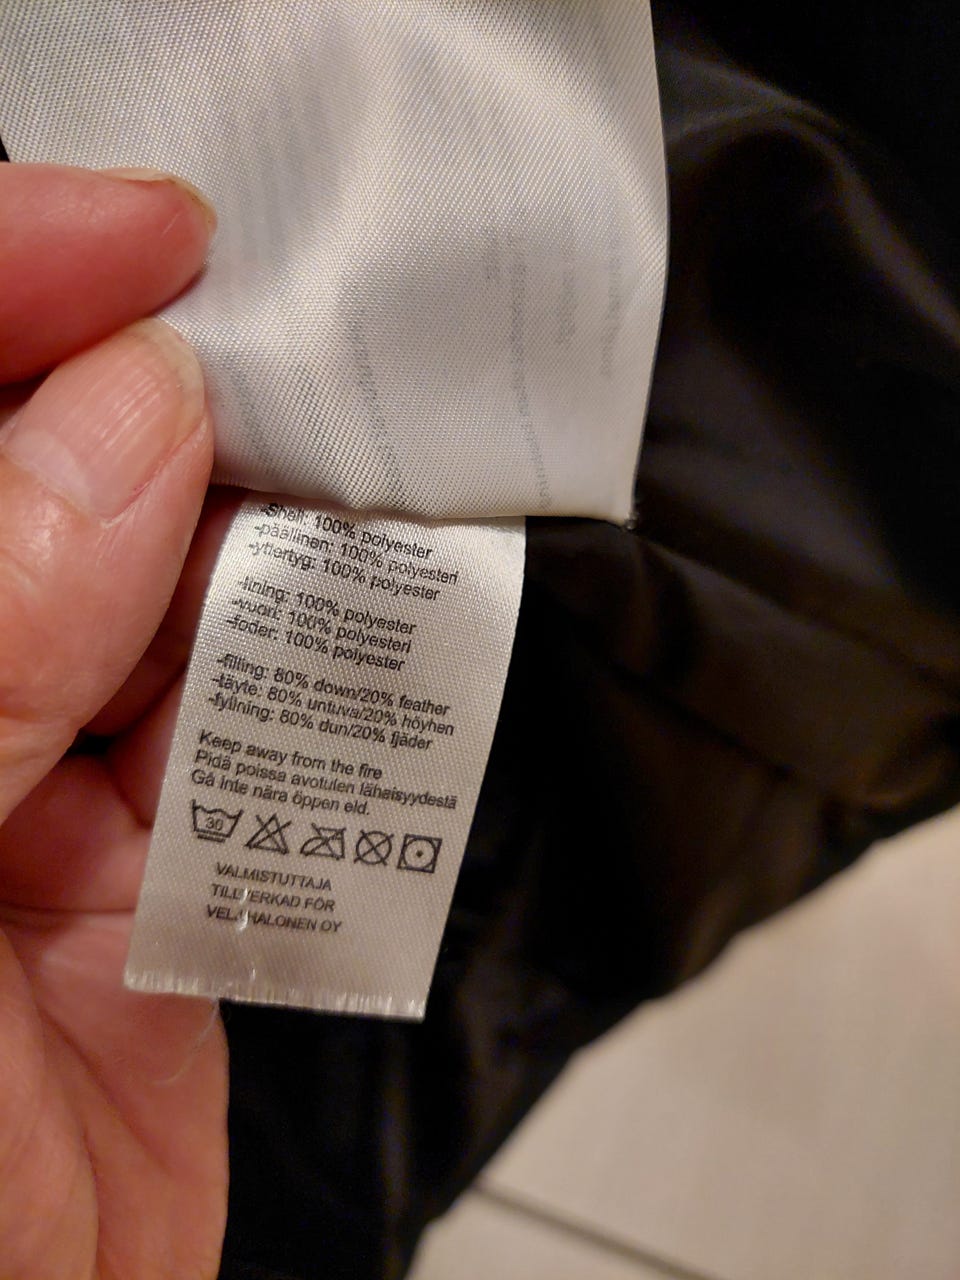 -Shell: 100% polyester
-päällinen: 100% polyesteri
-yttertyg: 100% polyester
-lining: 100% polyester
-vuori: 100% polyesteri
-foder: 100% polyester
-filling: 80% down/20% feather
-täyte: 80% untuva/20% höyhen
-fyllning: 80% dun/20% fjäder
Keep away from the fire
Pidä poissa avotulen läheisyydestä
Gå inte nära öppen eld.
30
VALMISTUTTAJA
TILLVERKAD FÖR
HALONEN OY